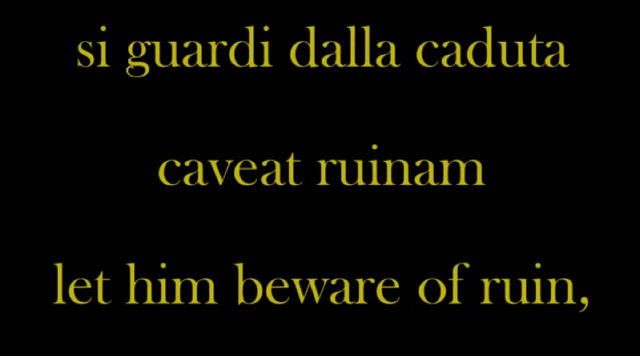 si guardi dalla caduta
caveat ruinam
let him beware of ruin,